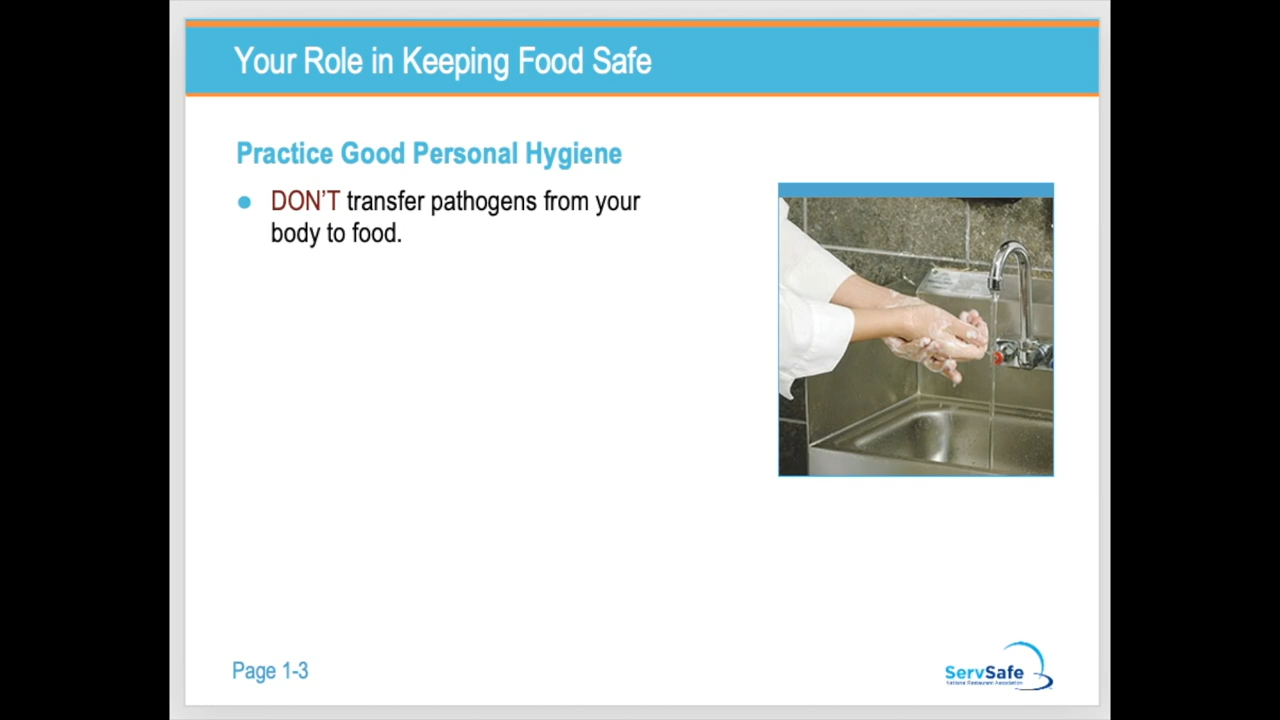 Your Role in Keeping Food Safe
Practice Good Personal Hygiene
DON'T transfer pathogens from your
body to food.
Page 1-3
ServSafe
National Restaurant Association